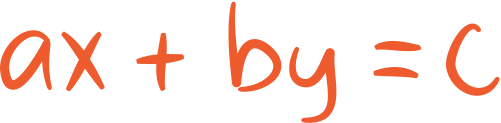 ax + by = c